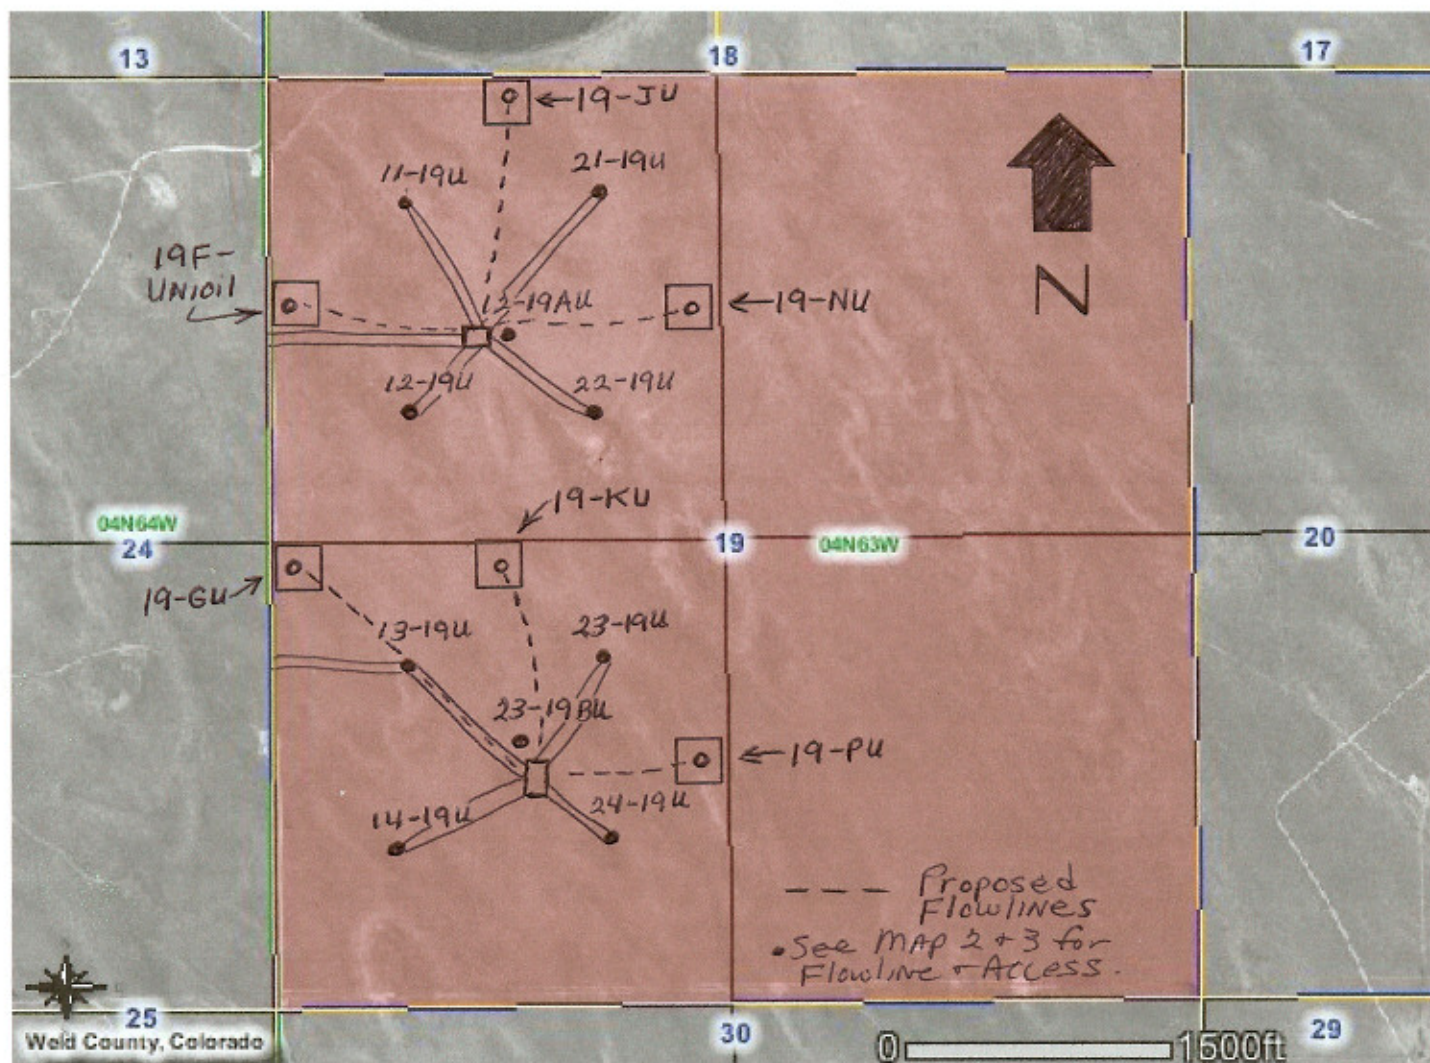 13
18
17
19-JU
11-19U
21-19U
19F-
UNIOIL
12-19AU
19-NU
N
12-19U
22-19U
19-KU
04N64W
24
19
04N63W
20
19-GU
13-19U
23-19U
23-19BU
19-PU
14-19U
24-19U
--- Proposed
Flowlines
•See MAP 2 + 3 for
Flowline + Access.
25
30
29
Weld County, Colorado
0
1500ft